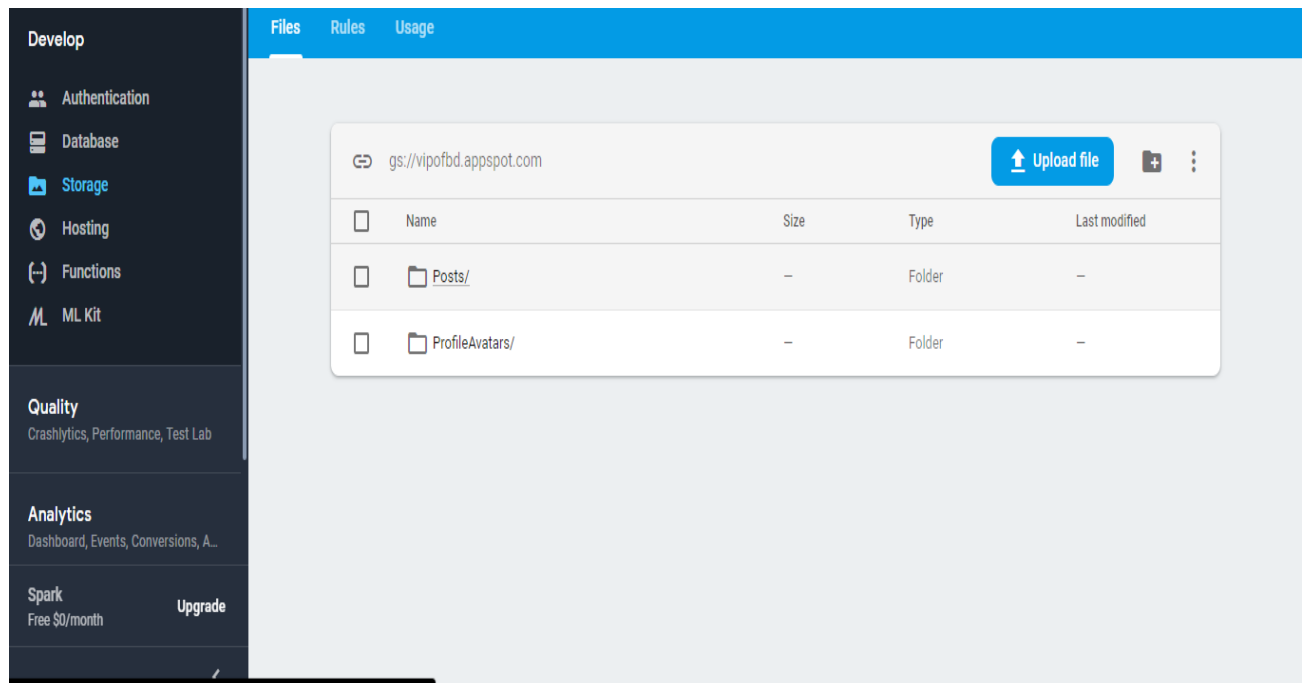 Develop
Authentication
Database
Storage
Hosting
Functions
ML Kit
Quality
Crashlytics, Performance, Test Lab
Analytics
Dashboard, Events, Conversions, A...
Spark
Free $0/month
Upgrade
Files Rules Usage
gs://vipofbd.appspot.com Upload file
Name Size Type Last modified
Posts/ – Folder –
ProfileAvatars/ – Folder –